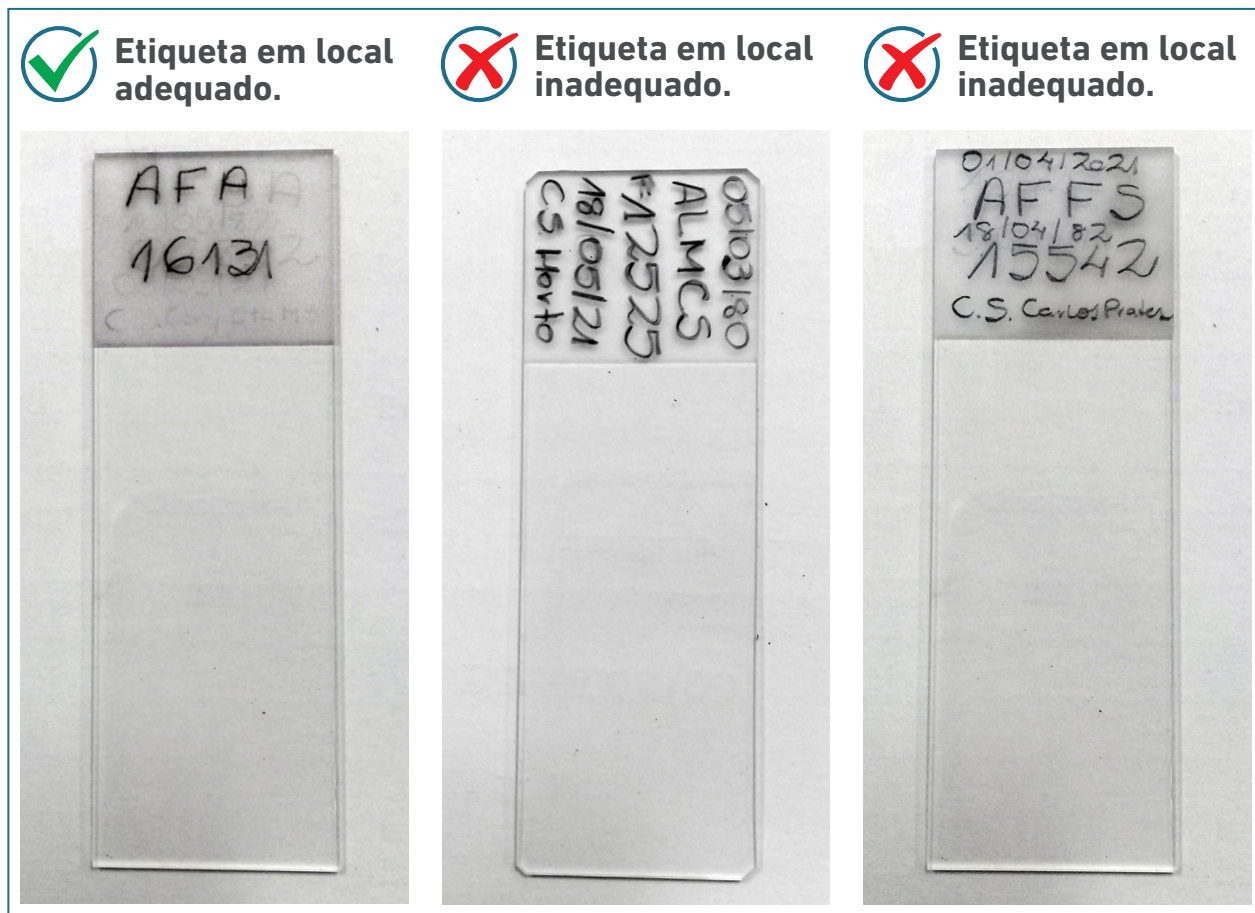 Etiqueta em local
adequado.
Etiqueta em local
inadequado.
Etiqueta em local
inadequado.
AFA
16131
05/03/80
ALMCS
F/12525
18/05/21
CS Horto
01/04/2021
AFFS
18/04/82
15542
C.S. Carlos Prates